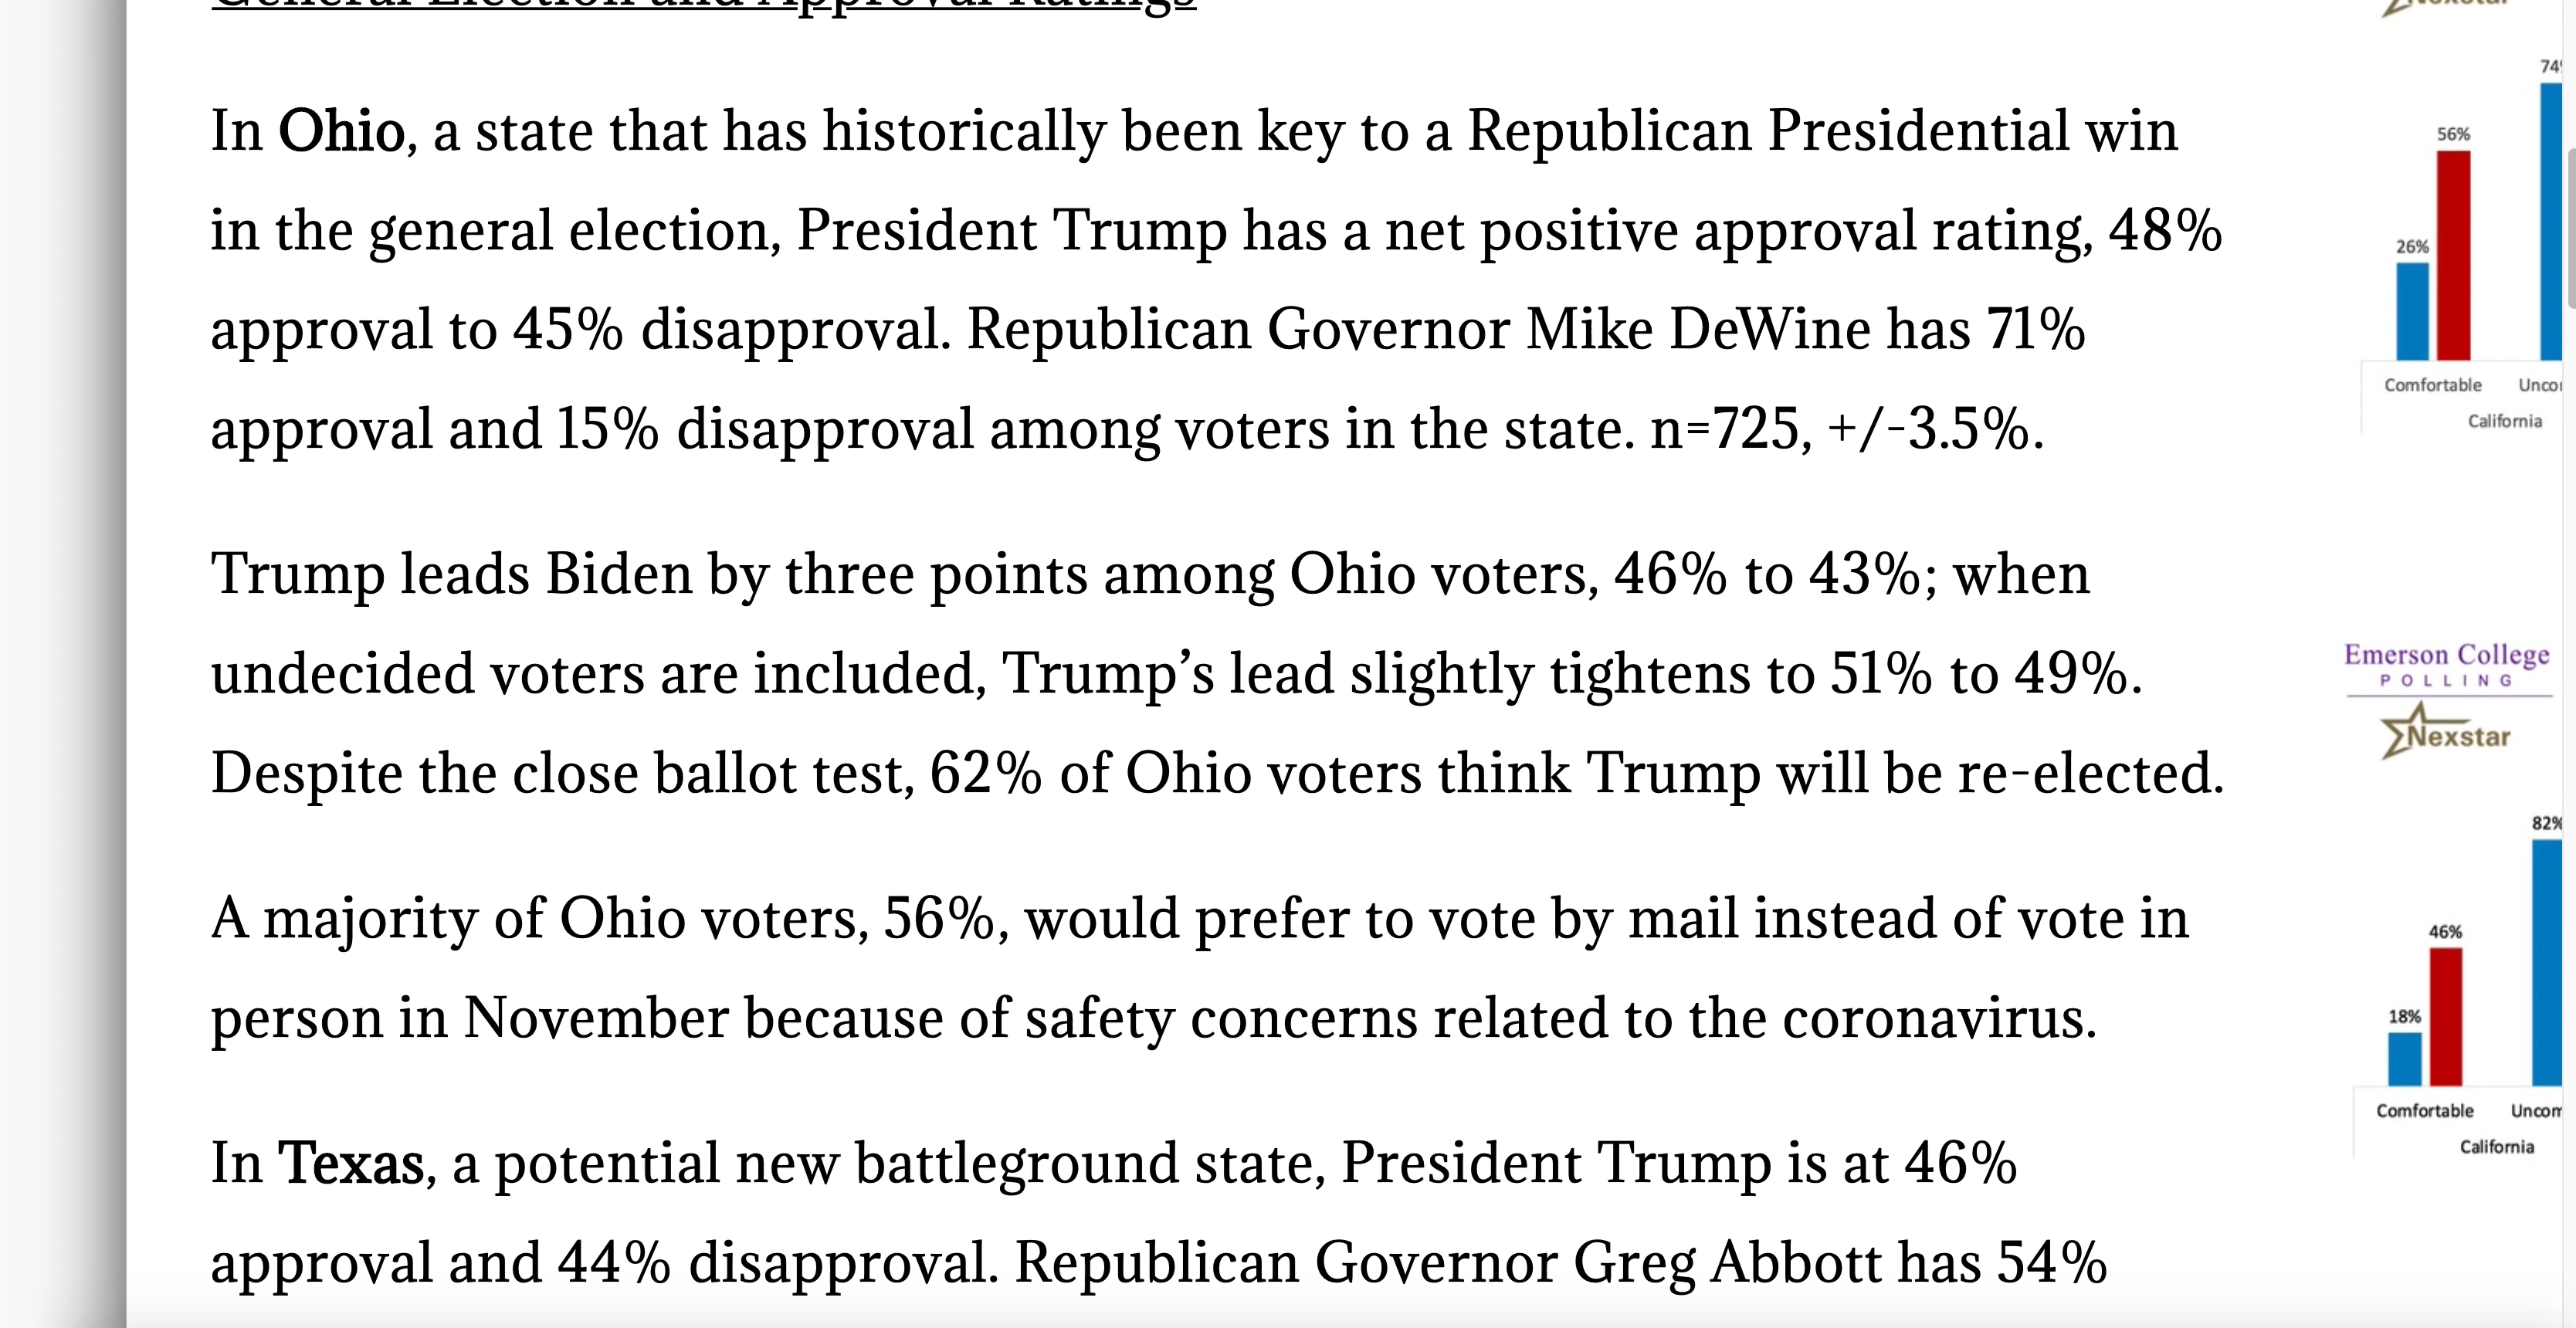 General Election and Approval Ratings
In Ohio, a state that has historically been key to a Republican Presidential win
in the general election, President Trump has a net positive approval rating, 48%
approval to 45% disapproval. Republican Governor Mike DeWine has 71%
approval and 15% disapproval among voters in the state. n=725, +/-3.5%.
Trump leads Biden by three points among Ohio voters, 46% to 43%; when
undecided voters are included, Trump’s lead slightly tightens to 51% to 49%.
Despite the close ballot test, 62% of Ohio voters think Trump will be re-elected.
A majority of Ohio voters, 56%, would prefer to vote by mail instead of vote in
person in November because of safety concerns related to the coronavirus.
In Texas, a potential new battleground state, President Trump is at 46%
approval and 44% disapproval. Republican Governor Greg Abbott has 54%
Nexstar
74
56%
26%
Comfortable
California
Emerson College
POLLING
Nexstar
82%
46%
18%
Comfortable
California